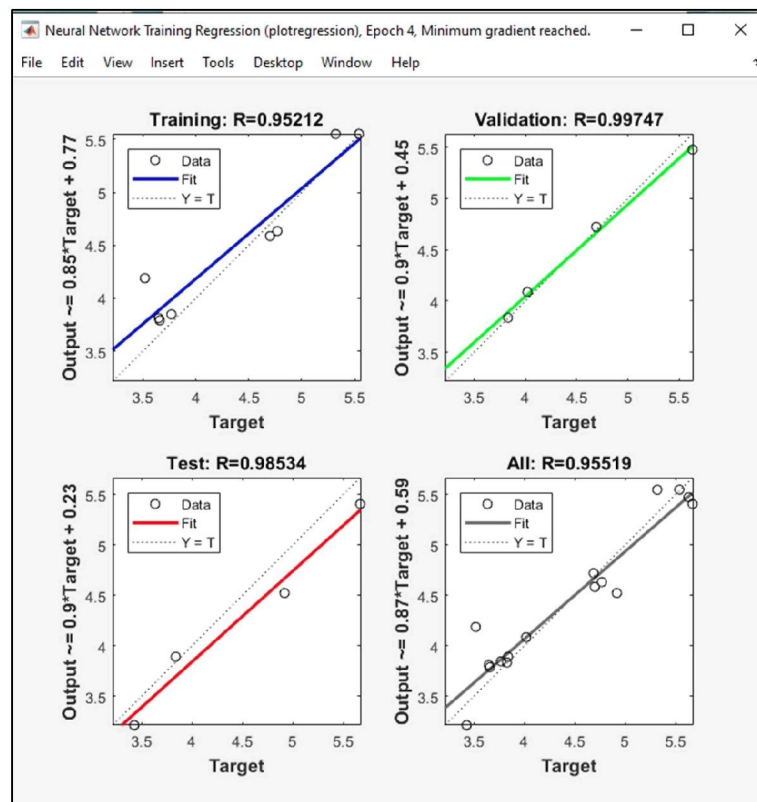 Neural Network Training Regression (plotregression), Epoch 4, Minimum gradient reached.
File Edit View Insert Tools Desktop Window Help
Training: R=0.95212
Output ~= 0.85*Target + 0.77
Data
Fit
Y = T
5.5
5
4.5
4
3.5
3.5 4 4.5 5 5.5
Target
Validation: R=0.99747
Output ~= 0.9*Target + 0.45
Data
Fit
Y = T
5.5
5
4.5
4
3.5
3.5 4 4.5 5 5.5
Target
Test: R=0.98534
Output ~= 0.9*Target + 0.23
Data
Fit
Y = T
5.5
5
4.5
4
3.5
3.5 4 4.5 5 5.5
Target
All: R=0.95519
Output ~= 0.87*Target + 0.59
Data
Fit
Y = T
5.5
5
4.5
4
3.5
3.5 4 4.5 5 5.5
Target